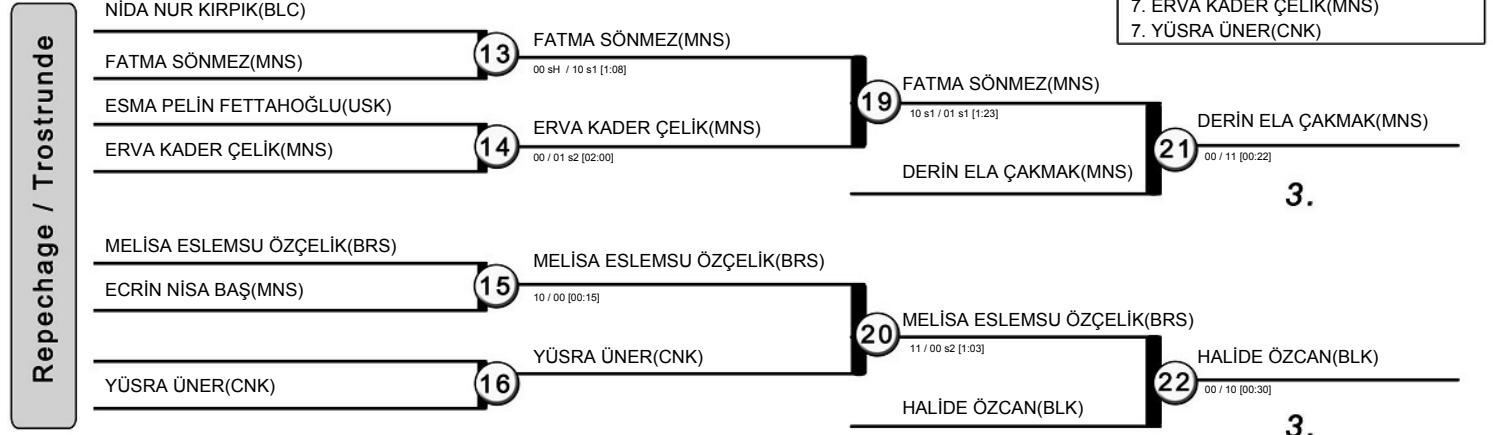 7. ERVA KADER ÇELİK(MNS)
7. YÜSRA ÜNER(CNK)
Repechage / Trostrunde
NİDA NUR KIRPIK(BLC)
FATMA SÖNMEZ(MNS)
13
FATMA SÖNMEZ(MNS)
00 sH / 10 s1 [1:08]
ESMA PELİN FETTAHOĞLU(USK)
ERVA KADER ÇELİK(MNS)
14
ERVA KADER ÇELİK(MNS)
00 / 01 s2 [02:00]
19
FATMA SÖNMEZ(MNS)
10 s1 / 01 s1 [1:23]
DERİN ELA ÇAKMAK(MNS)
21
DERİN ELA ÇAKMAK(MNS)
00 / 11 [00:22]
3.
MELİSA ESLEMSU ÖZÇELİK(BRS)
ECRİN NİSA BAŞ(MNS)
15
MELİSA ESLEMSU ÖZÇELİK(BRS)
10 / 00 [00:15]
YÜSRA ÜNER(CNK)
16
YÜSRA ÜNER(CNK)
20
MELİSA ESLEMSU ÖZÇELİK(BRS)
11 / 00 s2 [1:03]
HALİDE ÖZCAN(BLK)
22
HALİDE ÖZCAN(BLK)
00 / 10 [00:30]
3.